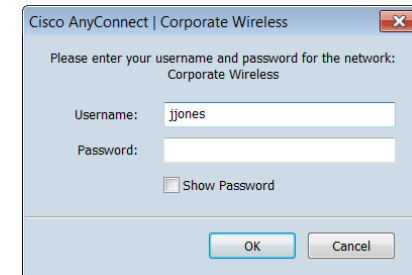 Cisco AnyConnect | Corporate Wireless
Please enter your username and password for the network:
Corporate Wireless
Username: jjones
Password:
Show Password
OK Cancel